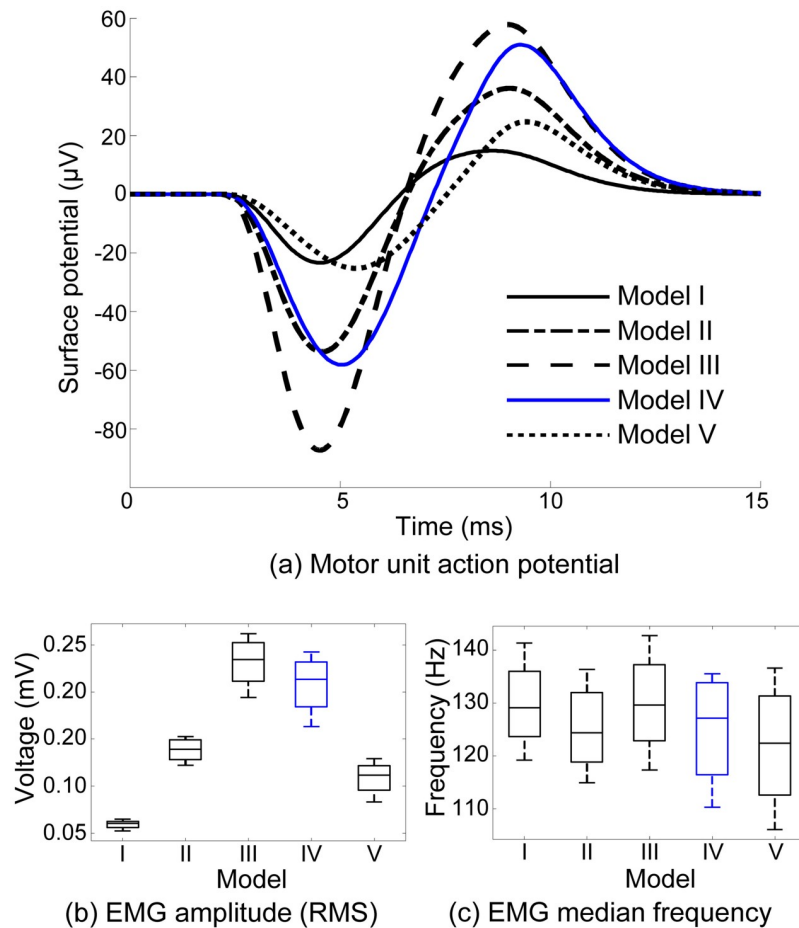 60
40
20
0
-20
-40
-60
-80
Surface potential (µV)
Model I
Model II
Model III
Model IV
Model V
0 5 10 15
Time (ms)
(a) Motor unit action potential
0.25
0.20
0.20
0.10
0.05
Voltage (mV)
I II III IV V
Model
(b) EMG amplitude (RMS)
140
130
120
110
Frequency (Hz)
I II III IV V
Model
(c) EMG median frequency